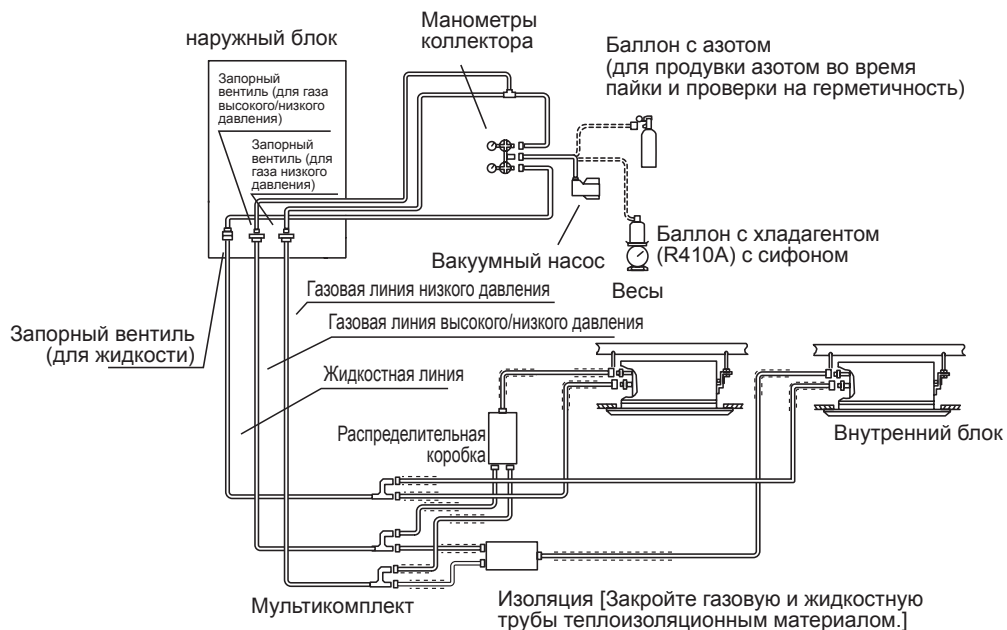 наружный блок
Манометры
коллектора
Баллон с азотом
(для продувки азотом во время
пайки и проверки на герметичность)
Запорный
вентиль (для газа
высокого/низкого
давления)
Запорный
вентиль (для
газа низкого
давления)
Вакуумный насос
Баллон с хладагентом
(R410A) с сифоном
Весы
Газовая линия низкого давления
Газовая линия высокого/низкого давления
Запорный вентиль
(для жидкости)
Жидкостная линия
Распределительная
коробка
Внутренний блок
Мультикомплект
Изоляция [Закройте газовую и жидкостную
трубы теплоизоляционным материалом.]